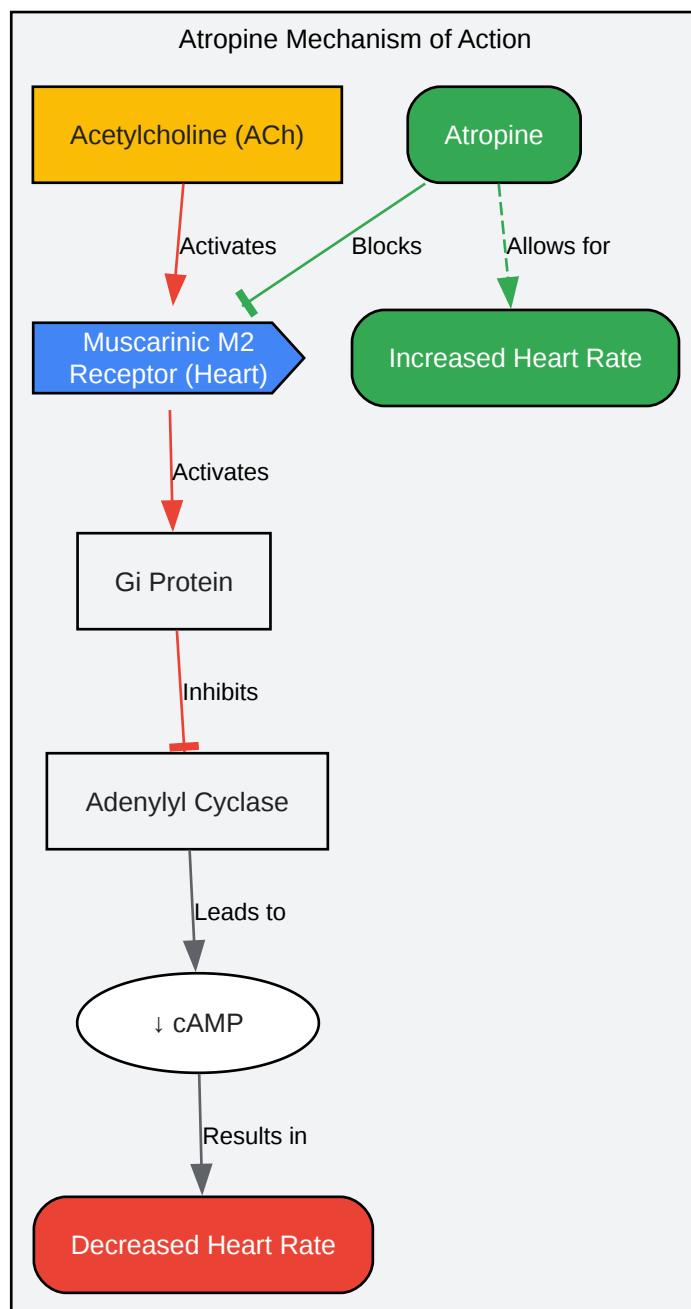 Atropine Mechanism of Action
Acetylcholine (ACh)
Atropine
Activates
Blocks
Allows for
Muscarinic M2
Receptor (Heart)
Increased Heart Rate
Activates
Gi Protein
Inhibits
Adenylyl Cyclase
Leads to
↓ cAMP
Results in
Decreased Heart Rate